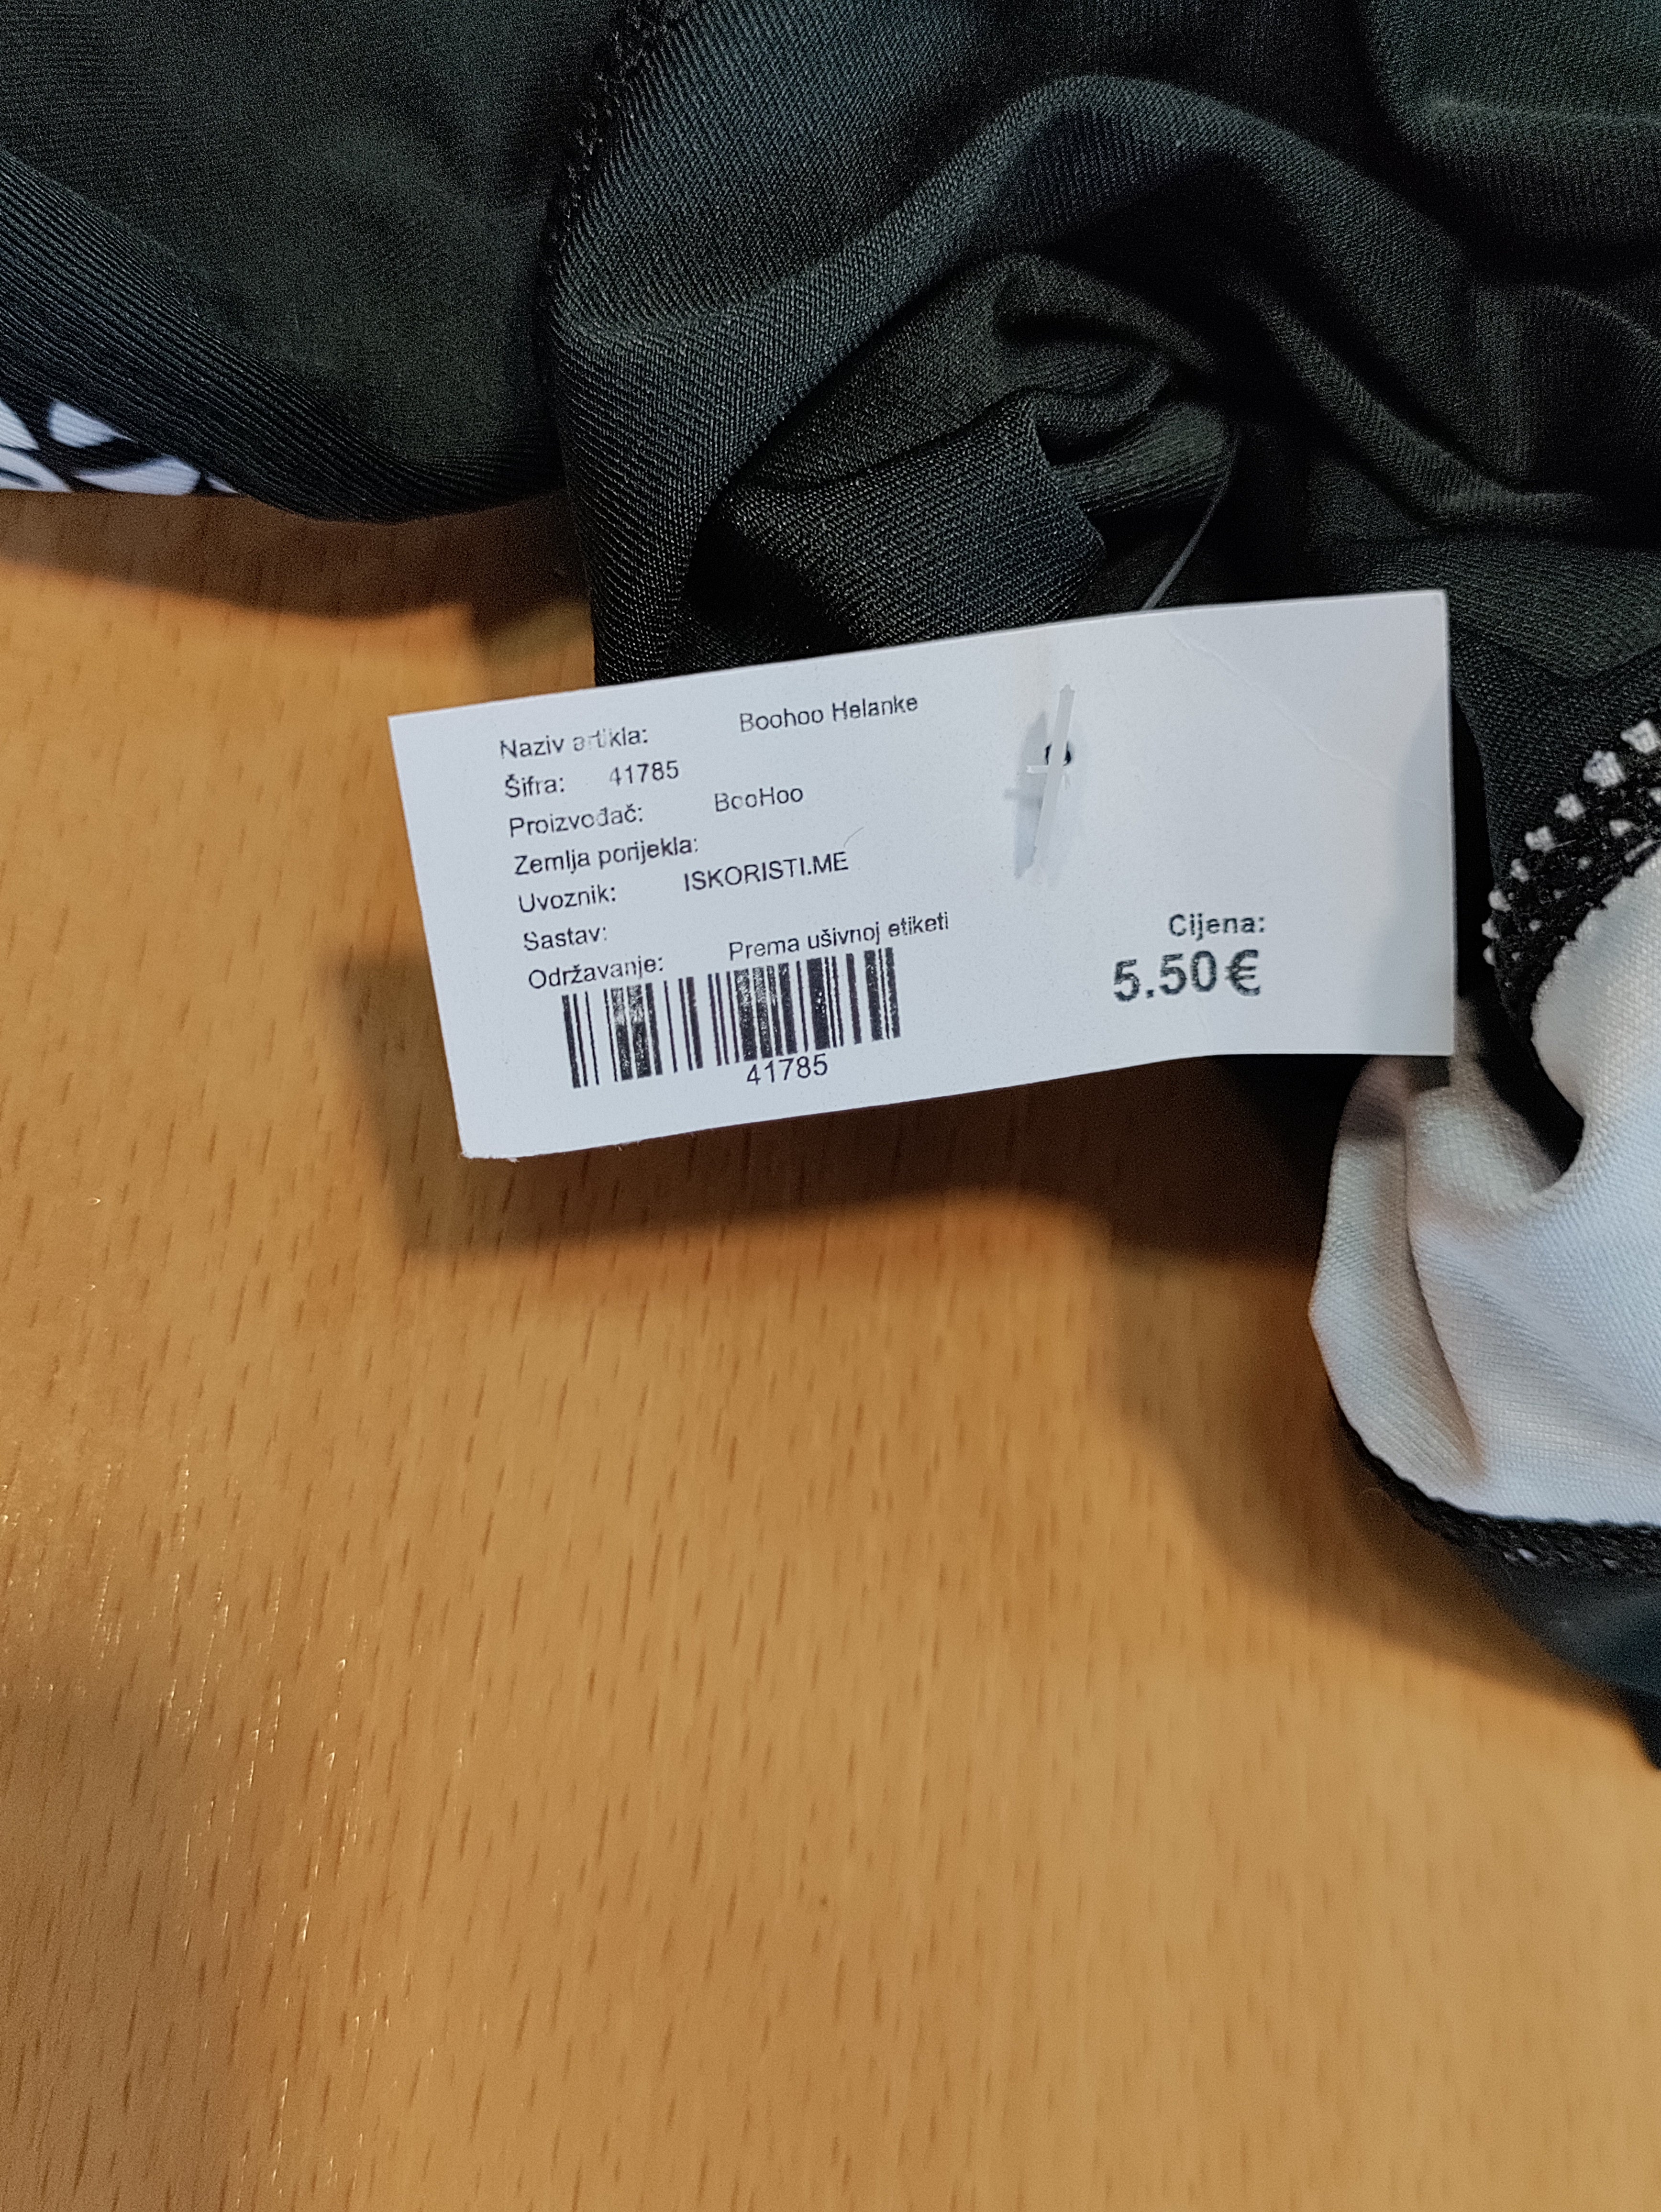 Naziv artikla: Boohoo Helanke
Šifra: 41785
Proizvođač: BooHoo
Zemlja porijekla:
Uvoznik: ISKORISTI.ME
Sastav:
Održavanje: Prema ušivnoj etiketi
41785
Cijena:
5.50€